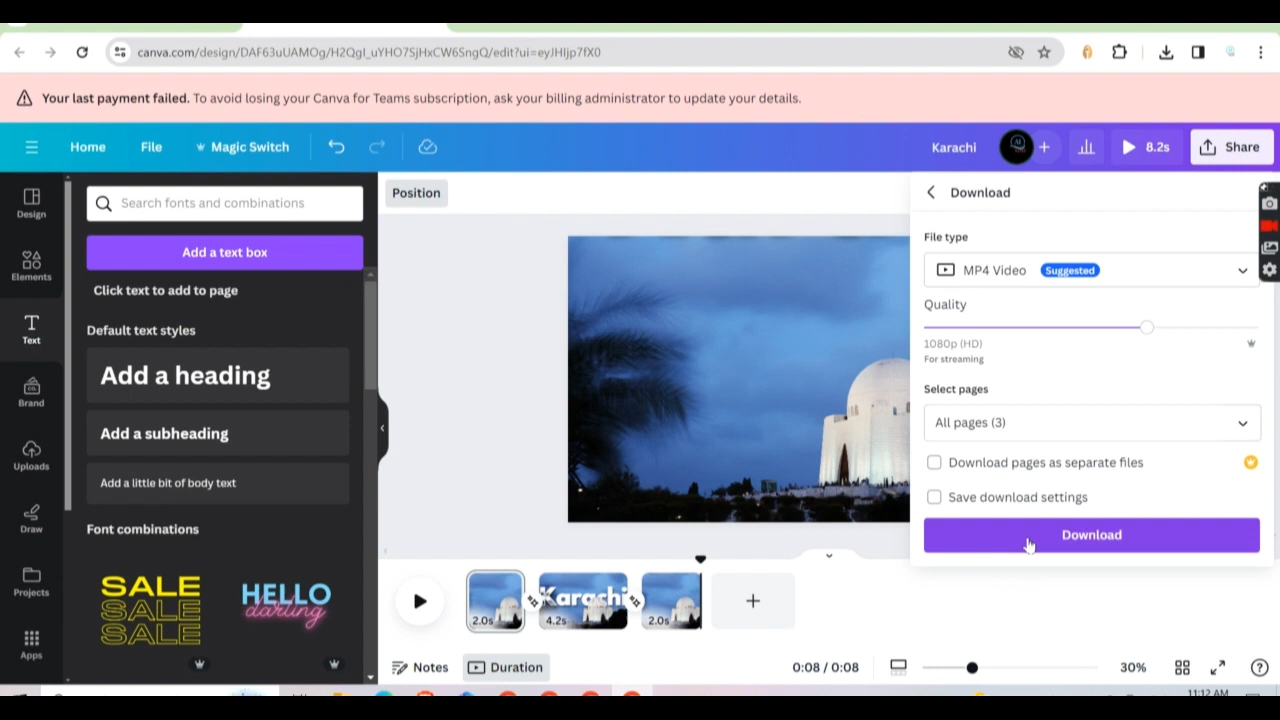 canva.com/design/DAF63uUAMOg/H2QgI_uYHO7SjHxCW6SngQ/edit?ui=eyJHIjp7fX0
Your last payment failed. To avoid losing your Canva for Teams subscription, ask your billing administrator to update your details.
Home File Magic Switch Karachi 8.2s Share
Design
Elements
Text
Brand
Uploads
Draw
Projects
Apps
Search fonts and combinations
Add a text box
Click text to add to page
Default text styles
Add a heading
Add a subheading
Add a little bit of body text
Font combinations
SALE
SALE
SALE
HELLO
darling
Position
Download
File type
MP4 Video Suggested
Quality
1080p (HD)
For streaming
Select pages
All pages (3)
Download pages as separate files
Save download settings
Download
Karachi
2.0s 4.2s 2.0s
Notes Duration 0:08 / 0:08 30%
11:12 AM